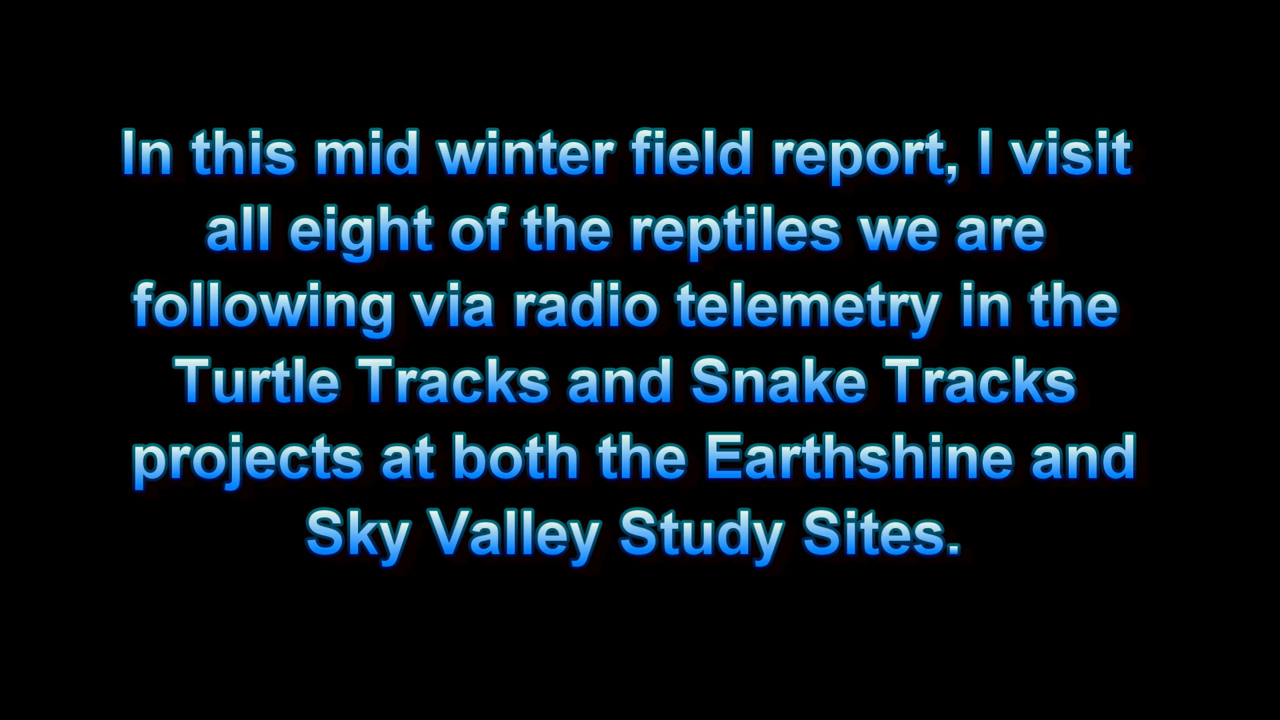 In this mid winter field report, I visit
all eight of the reptiles we are
following via radio telemetry in the
Turtle Tracks and Snake Tracks
projects at both the Earthshine and
Sky Valley Study Sites.